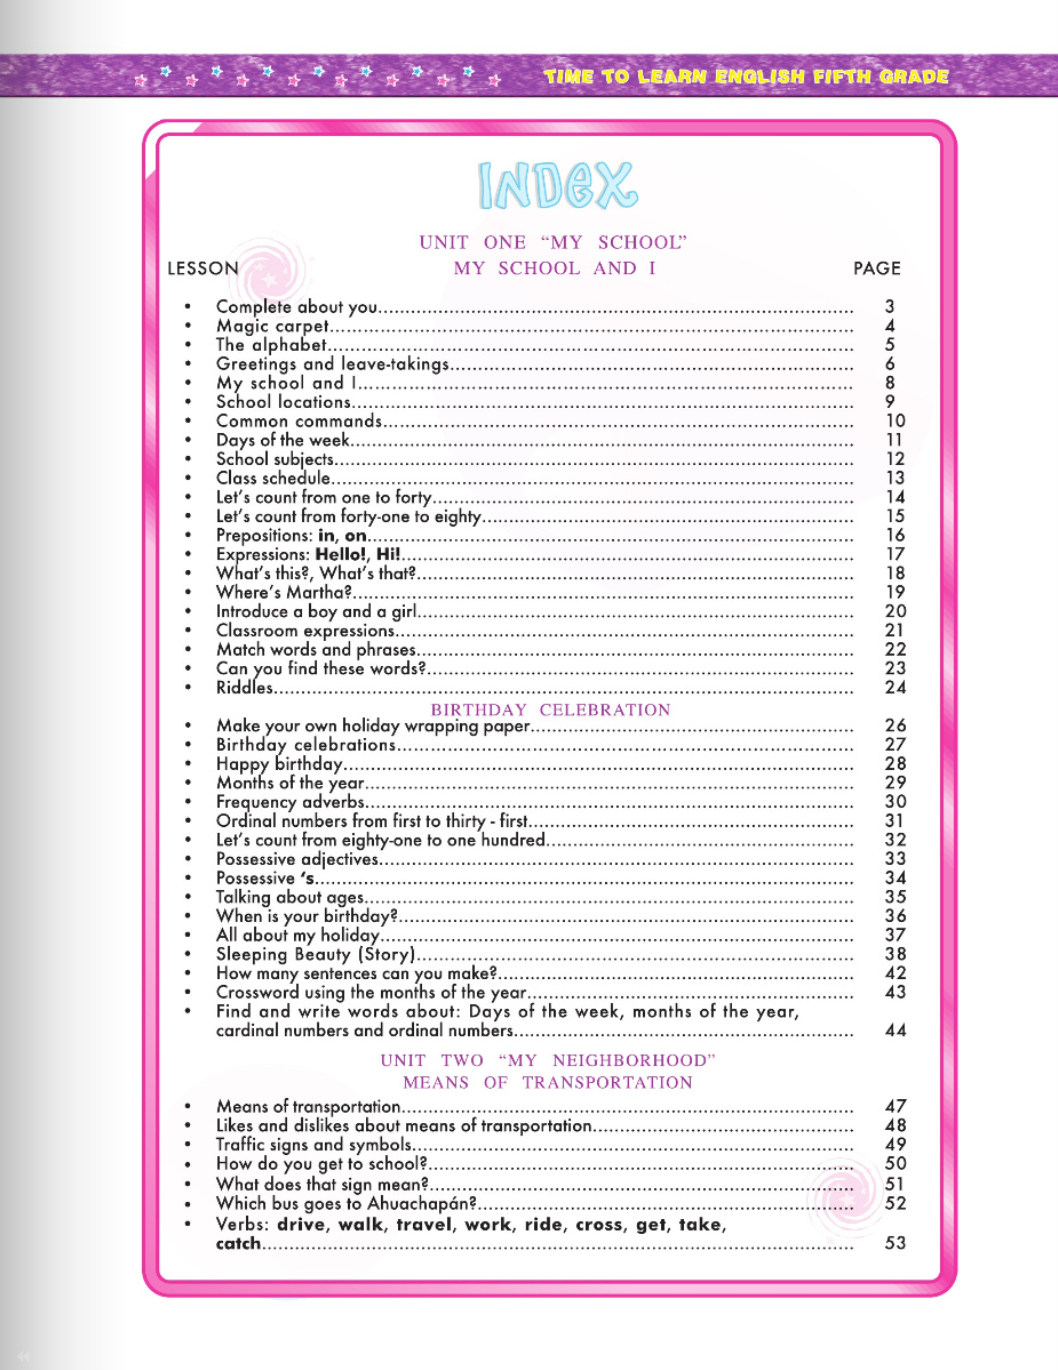 TIME TO LEARN ENGLISH FIFTH GRADE
INDEX
UNIT ONE “MY SCHOOL”
LESSON MY SCHOOL AND I PAGE
• Complete about you........ 3
• Magic carpet........ 4
• The alphabet........ 5
• Greetings and leave-takings........ 6
• My school and I........ 8
• School locations........ 9
• Common commands........ 10
• Days of the week........ 11
• School subjects........ 12
• Class schedule........ 13
• Let’s count from one to forty........ 14
• Let’s count from forty-one to eighty........ 15
• Prepositions: in, on........ 16
• Expressions: Hello!, Hi!........ 17
• What’s this?, What’s that?........ 18
• Where’s Martha?........ 19
• Introduce a boy and a girl........ 20
• Classroom expressions........ 21
• Match words and phrases........ 22
• Can you find these words?........ 23
• Riddles........ 24
BIRTHDAY CELEBRATION
• Make your own holiday wrapping paper........ 26
• Birthday celebrations........ 27
• Happy birthday........ 28
• Months of the year........ 29
• Frequency adverbs........ 30
• Ordinal numbers from first to thirty - first........ 31
• Let’s count from eighty-one to one hundred........ 32
• Possessive adjectives........ 33
• Possessive ‘s........ 34
• Talking about ages........ 35
• When is your birthday?........ 36
• All about my holiday........ 37
• Sleeping Beauty (Story)........ 38
• How many sentences can you make?........ 42
• Crossword using the months of the year........ 43
• Find and write words about: Days of the week, months of the year,
cardinal numbers and ordinal numbers........ 44
UNIT TWO “MY NEIGHBORHOOD”
MEANS OF TRANSPORTATION
• Means of transportation........ 47
• Likes and dislikes about means of transportation........ 48
• Traffic signs and symbols........ 49
• How do you get to school?........ 50
• What does that sign mean?........ 51
• Which bus goes to Ahuachapán?........ 52
• Verbs: drive, walk, travel, work, ride, cross, get, take,
catch........ 53